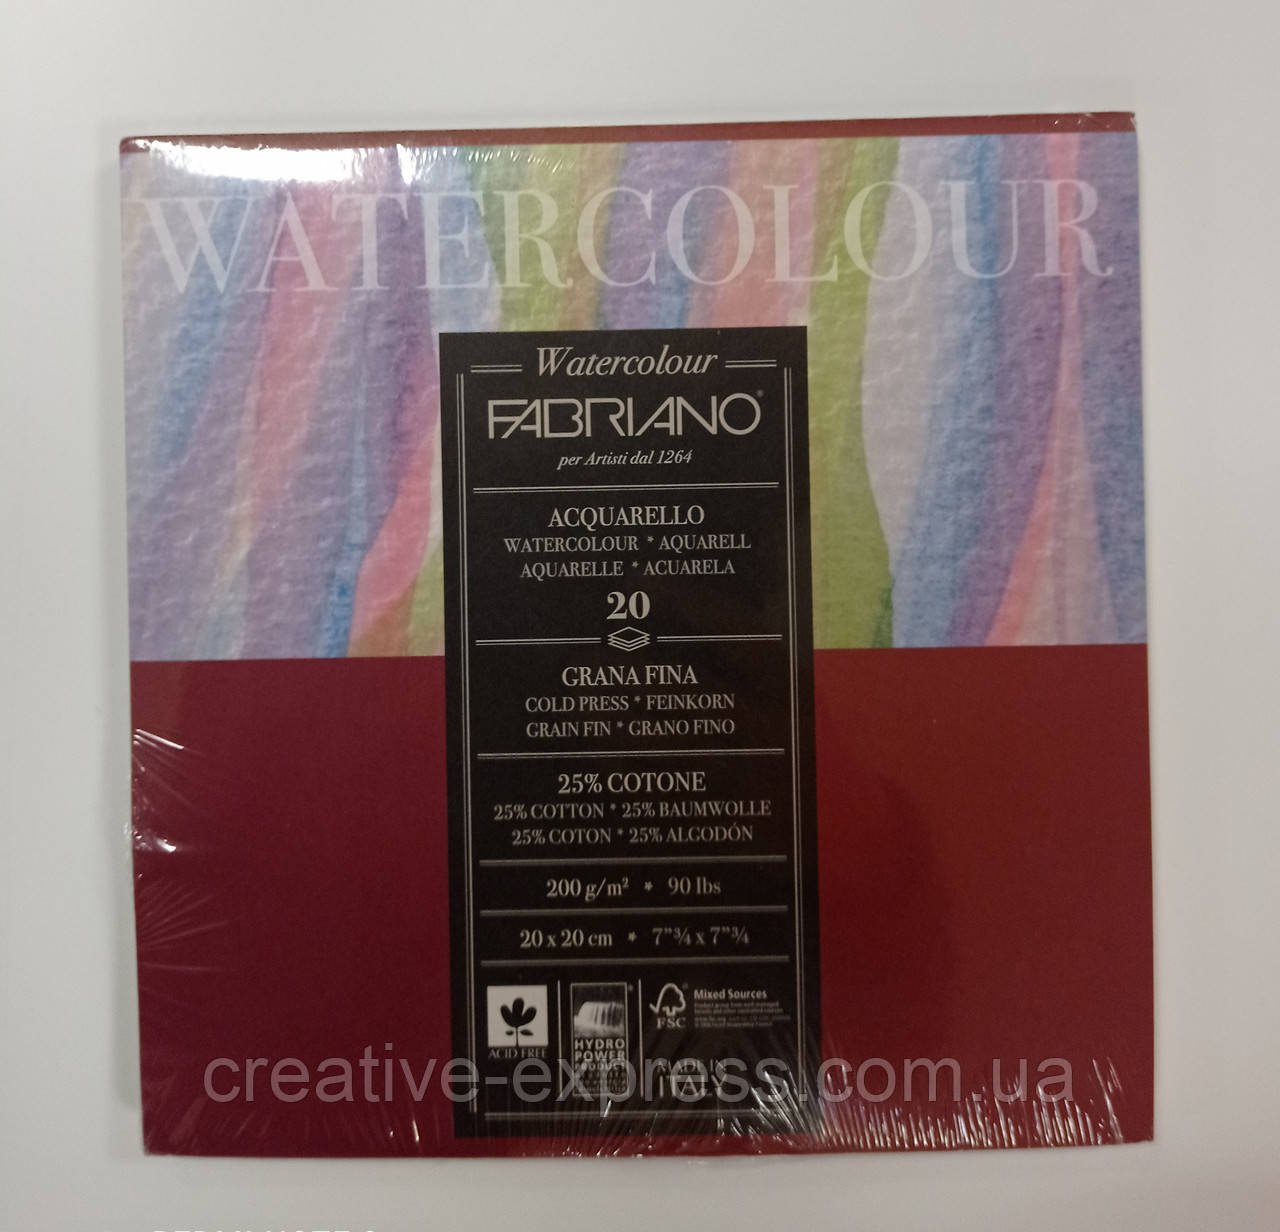 WATERCOLOUR
Watercolour
FABRIANO®
per Artisti dal 1264
ACQUARELLO
WATERCOLOUR * AQUARELL
AQUARELLE * ACUARELA
20
GRANA FINA
COLD PRESS * FEINKORN
GRAIN FIN * GRANO FINO
25% COTONE
25% COTTON * 25% BAUMWOLLE
25% COTON * 25% ALGODÓN
200 g/m² * 90 lbs
20 x 20 cm * 7"¾ x 7"¾
ACID FREE
HYDRO
POWER
PRODUCT
FSC
Mixed Sources
MADE IN
ITALY
creative-express.com.ua